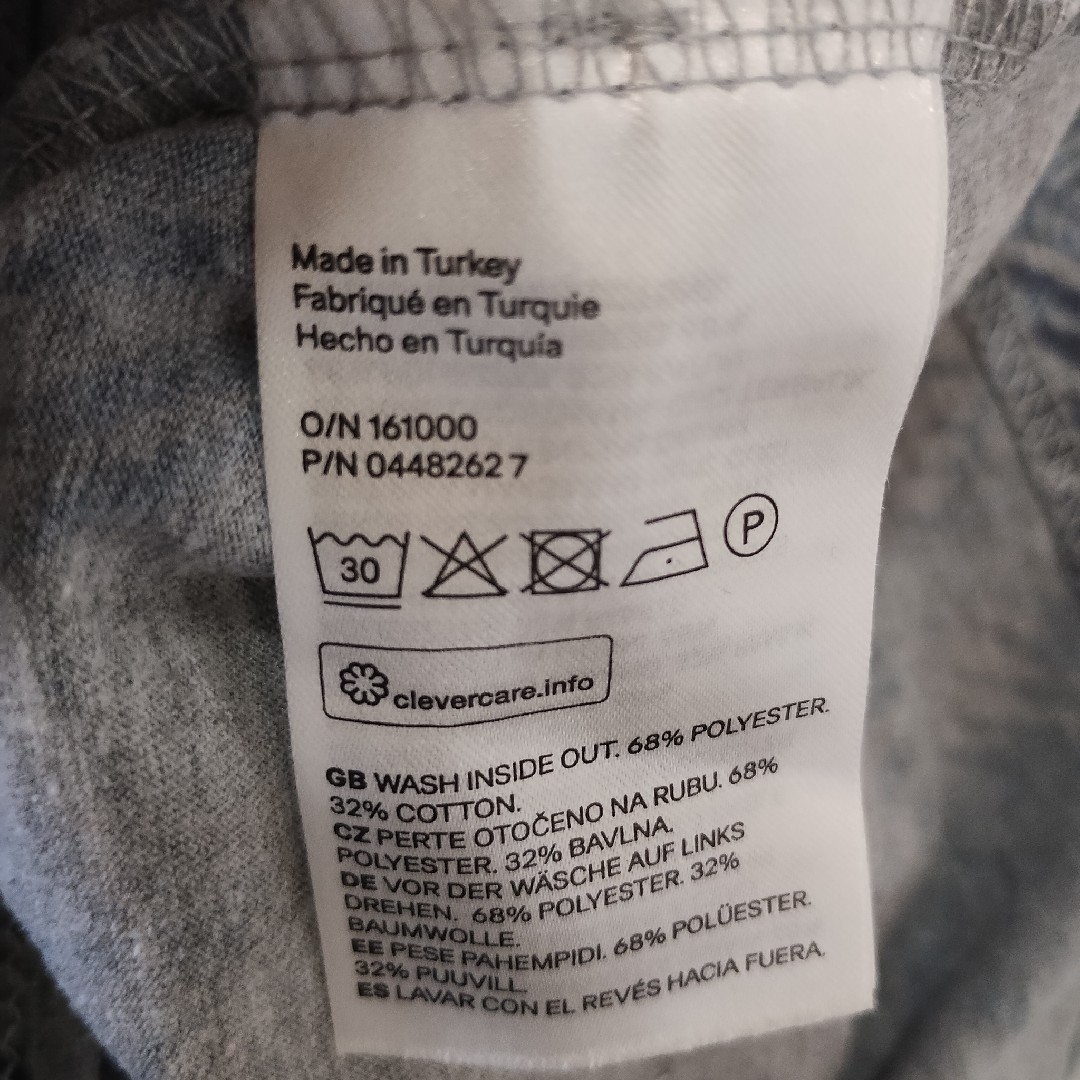 Made in Turkey
Fabriqué en Turquie
Hecho en Turquía
O/N 161000
P/N 0448262 7
30
P
clevercare.info
GB WASH INSIDE OUT. 68% POLYESTER.
32% COTTON.
CZ PERTE OTOČENO NA RUBU. 68%
POLYESTER. 32% BAVLNA.
DE VOR DER WÄSCHE AUF LINKS
DREHEN. 68% POLYESTER. 32%
BAUMWOLLE.
EE PESE PAHEMPIDI. 68% POLÜESTER.
32% PUUVILL.
ES LAVAR CON EL REVÉS HACIA FUERA.